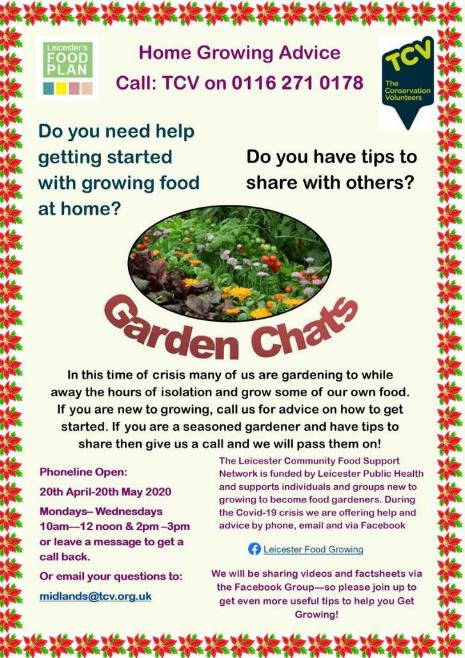 Leicester's
FOOD
PLAN
Home Growing Advice
Call: TCV on 0116 271 0178
TCV
The
Conservation
Volunteers
Do you need help
getting started
with growing food
at home?
Do you have tips to
share with others?
Garden Chats
In this time of crisis many of us are gardening to while
away the hours of isolation and grow some of our own food.
If you are new to growing, call us for advice on how to get
started. If you are a seasoned gardener and have tips to
share then give us a call and we will pass them on!
Phoneline Open:
20th April-20th May 2020
Mondays– Wednesdays
10am—12 noon & 2pm –3pm
or leave a message to get a
call back.
Or email your questions to:
midlands@tcv.org.uk
The Leicester Community Food Support
Network is funded by Leicester Public Health
and supports individuals and groups new to
growing to become food gardeners. During
the Covid-19 crisis we are offering help and
advice by phone, email and via Facebook
Leicester Food Growing
We will be sharing videos and factsheets via
the Facebook Group—so please join up to
get even more useful tips to help you Get
Growing!